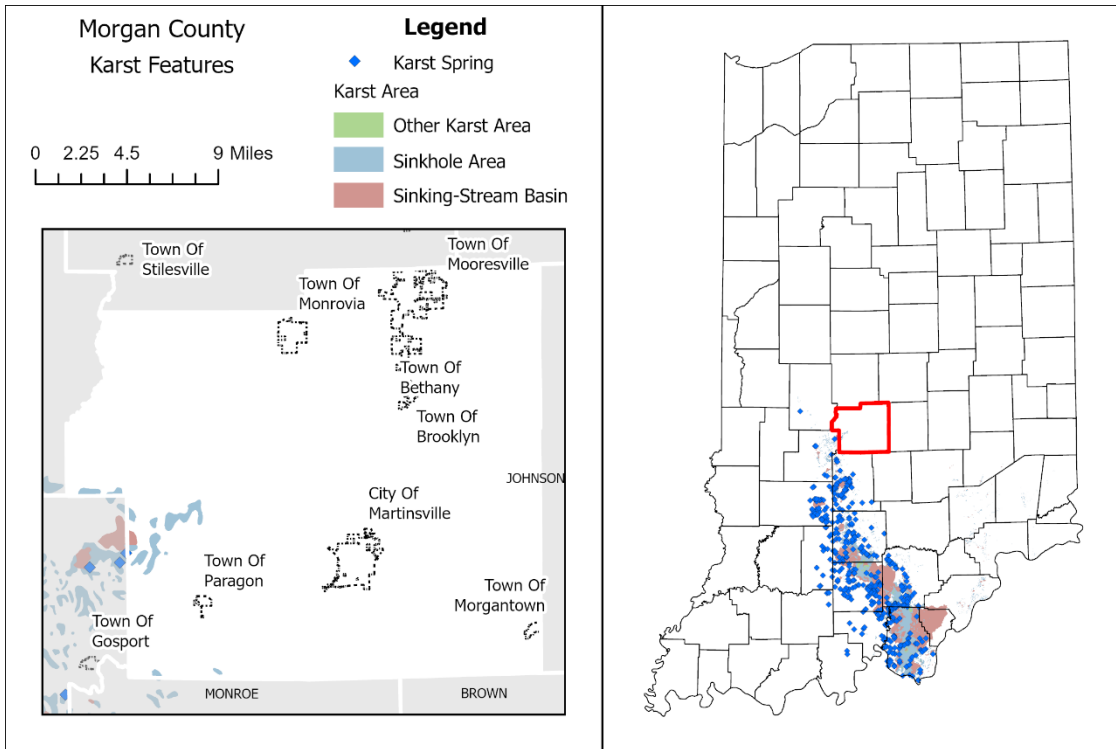 Morgan County
Karst Features
0 2.25 4.5 9 Miles
Legend
Karst Spring
Karst Area
Other Karst Area
Sinkhole Area
Sinking-Stream Basin
Town Of
Stilesville
Town Of
Mooresville
Town Of
Monrovia
Town Of
Bethany
Town Of
Brooklyn
JOHNSON
City Of
Martinsville
Town Of
Paragon
Town Of
Morgantown
Town Of
Gosport
MONROE
BROWN